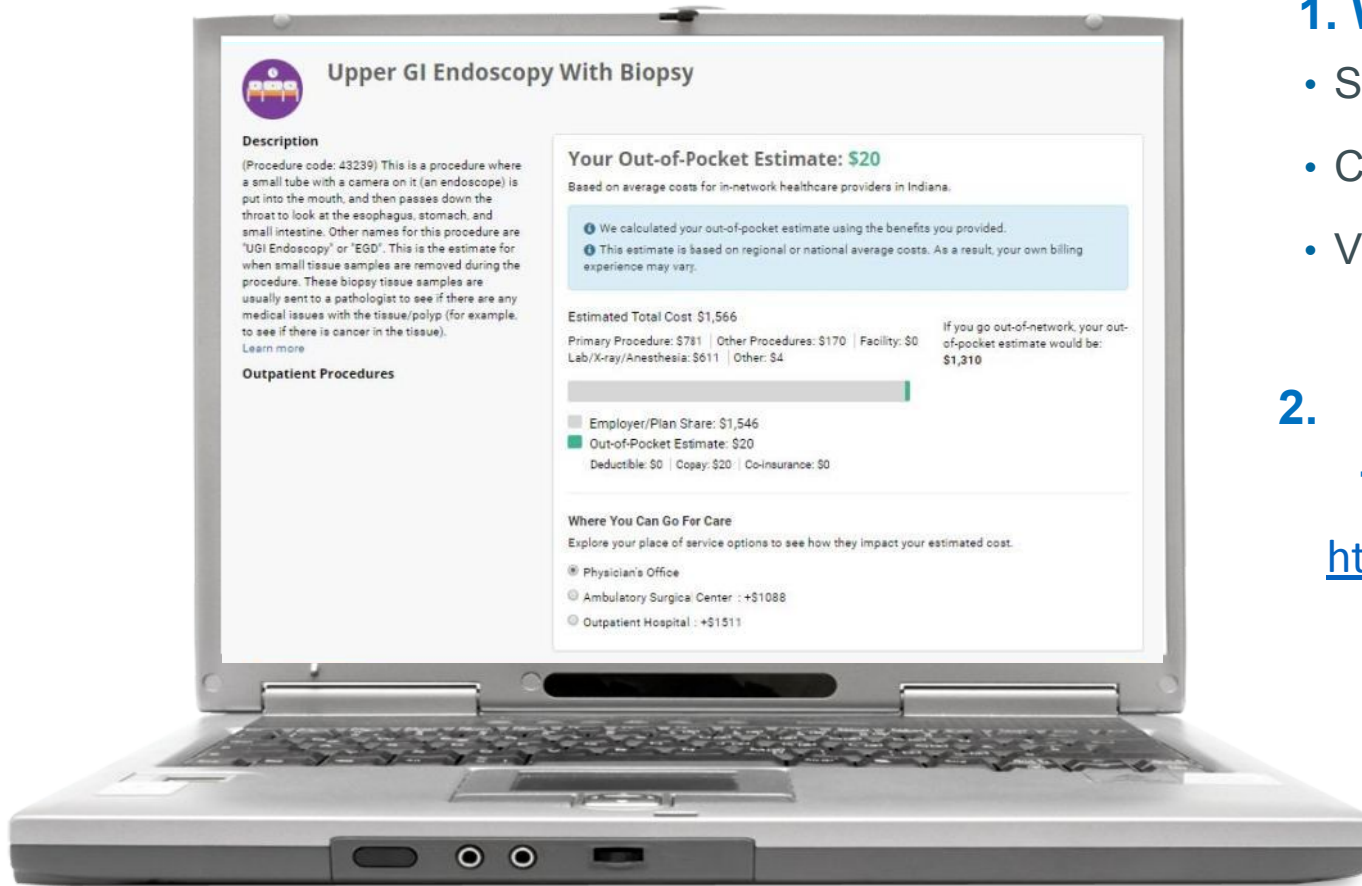 Upper GI Endoscopy With Biopsy
Description
(Procedure code: 43239) This is a procedure where
a small tube with a camera on it (an endoscope) is
put into the mouth, and then passes down the
throat to look at the esophagus, stomach, and
small intestine. Other names for this procedure are
"UGI Endoscopy" or "EGD". This is the estimate for
when small tissue samples are removed during the
procedure. These biopsy tissue samples are
usually sent to a pathologist to see if there are any
medical issues with the tissue/polyp (for example,
to see if there is cancer in the tissue).
Learn more
Outpatient Procedures
Your Out-of-Pocket Estimate: $20
Based on average costs for in-network healthcare providers in Indiana.
We calculated your out-of-pocket estimate using the benefits you provided.
This estimate is based on regional or national average costs. As a result, your own billing
experience may vary.
Estimated Total Cost $1,566
Primary Procedure: $781 | Other Procedures: $170 | Facility: $0
Lab/X-ray/Anesthesia: $611 | Other: $4
If you go out-of-network, your out-
of-pocket estimate would be:
$1,310
Employer/Plan Share: $1,546
Out-of-Pocket Estimate: $20
Deductible: $0 | Copay: $20 | Co-insurance: $0
Where You Can Go For Care
Explore your place of service options to see how they impact your estimated cost.
Physician's Office
Ambulatory Surgical Center : +$1088
Outpatient Hospital : +$1511
1.
• S
• C
• V
2.
ht